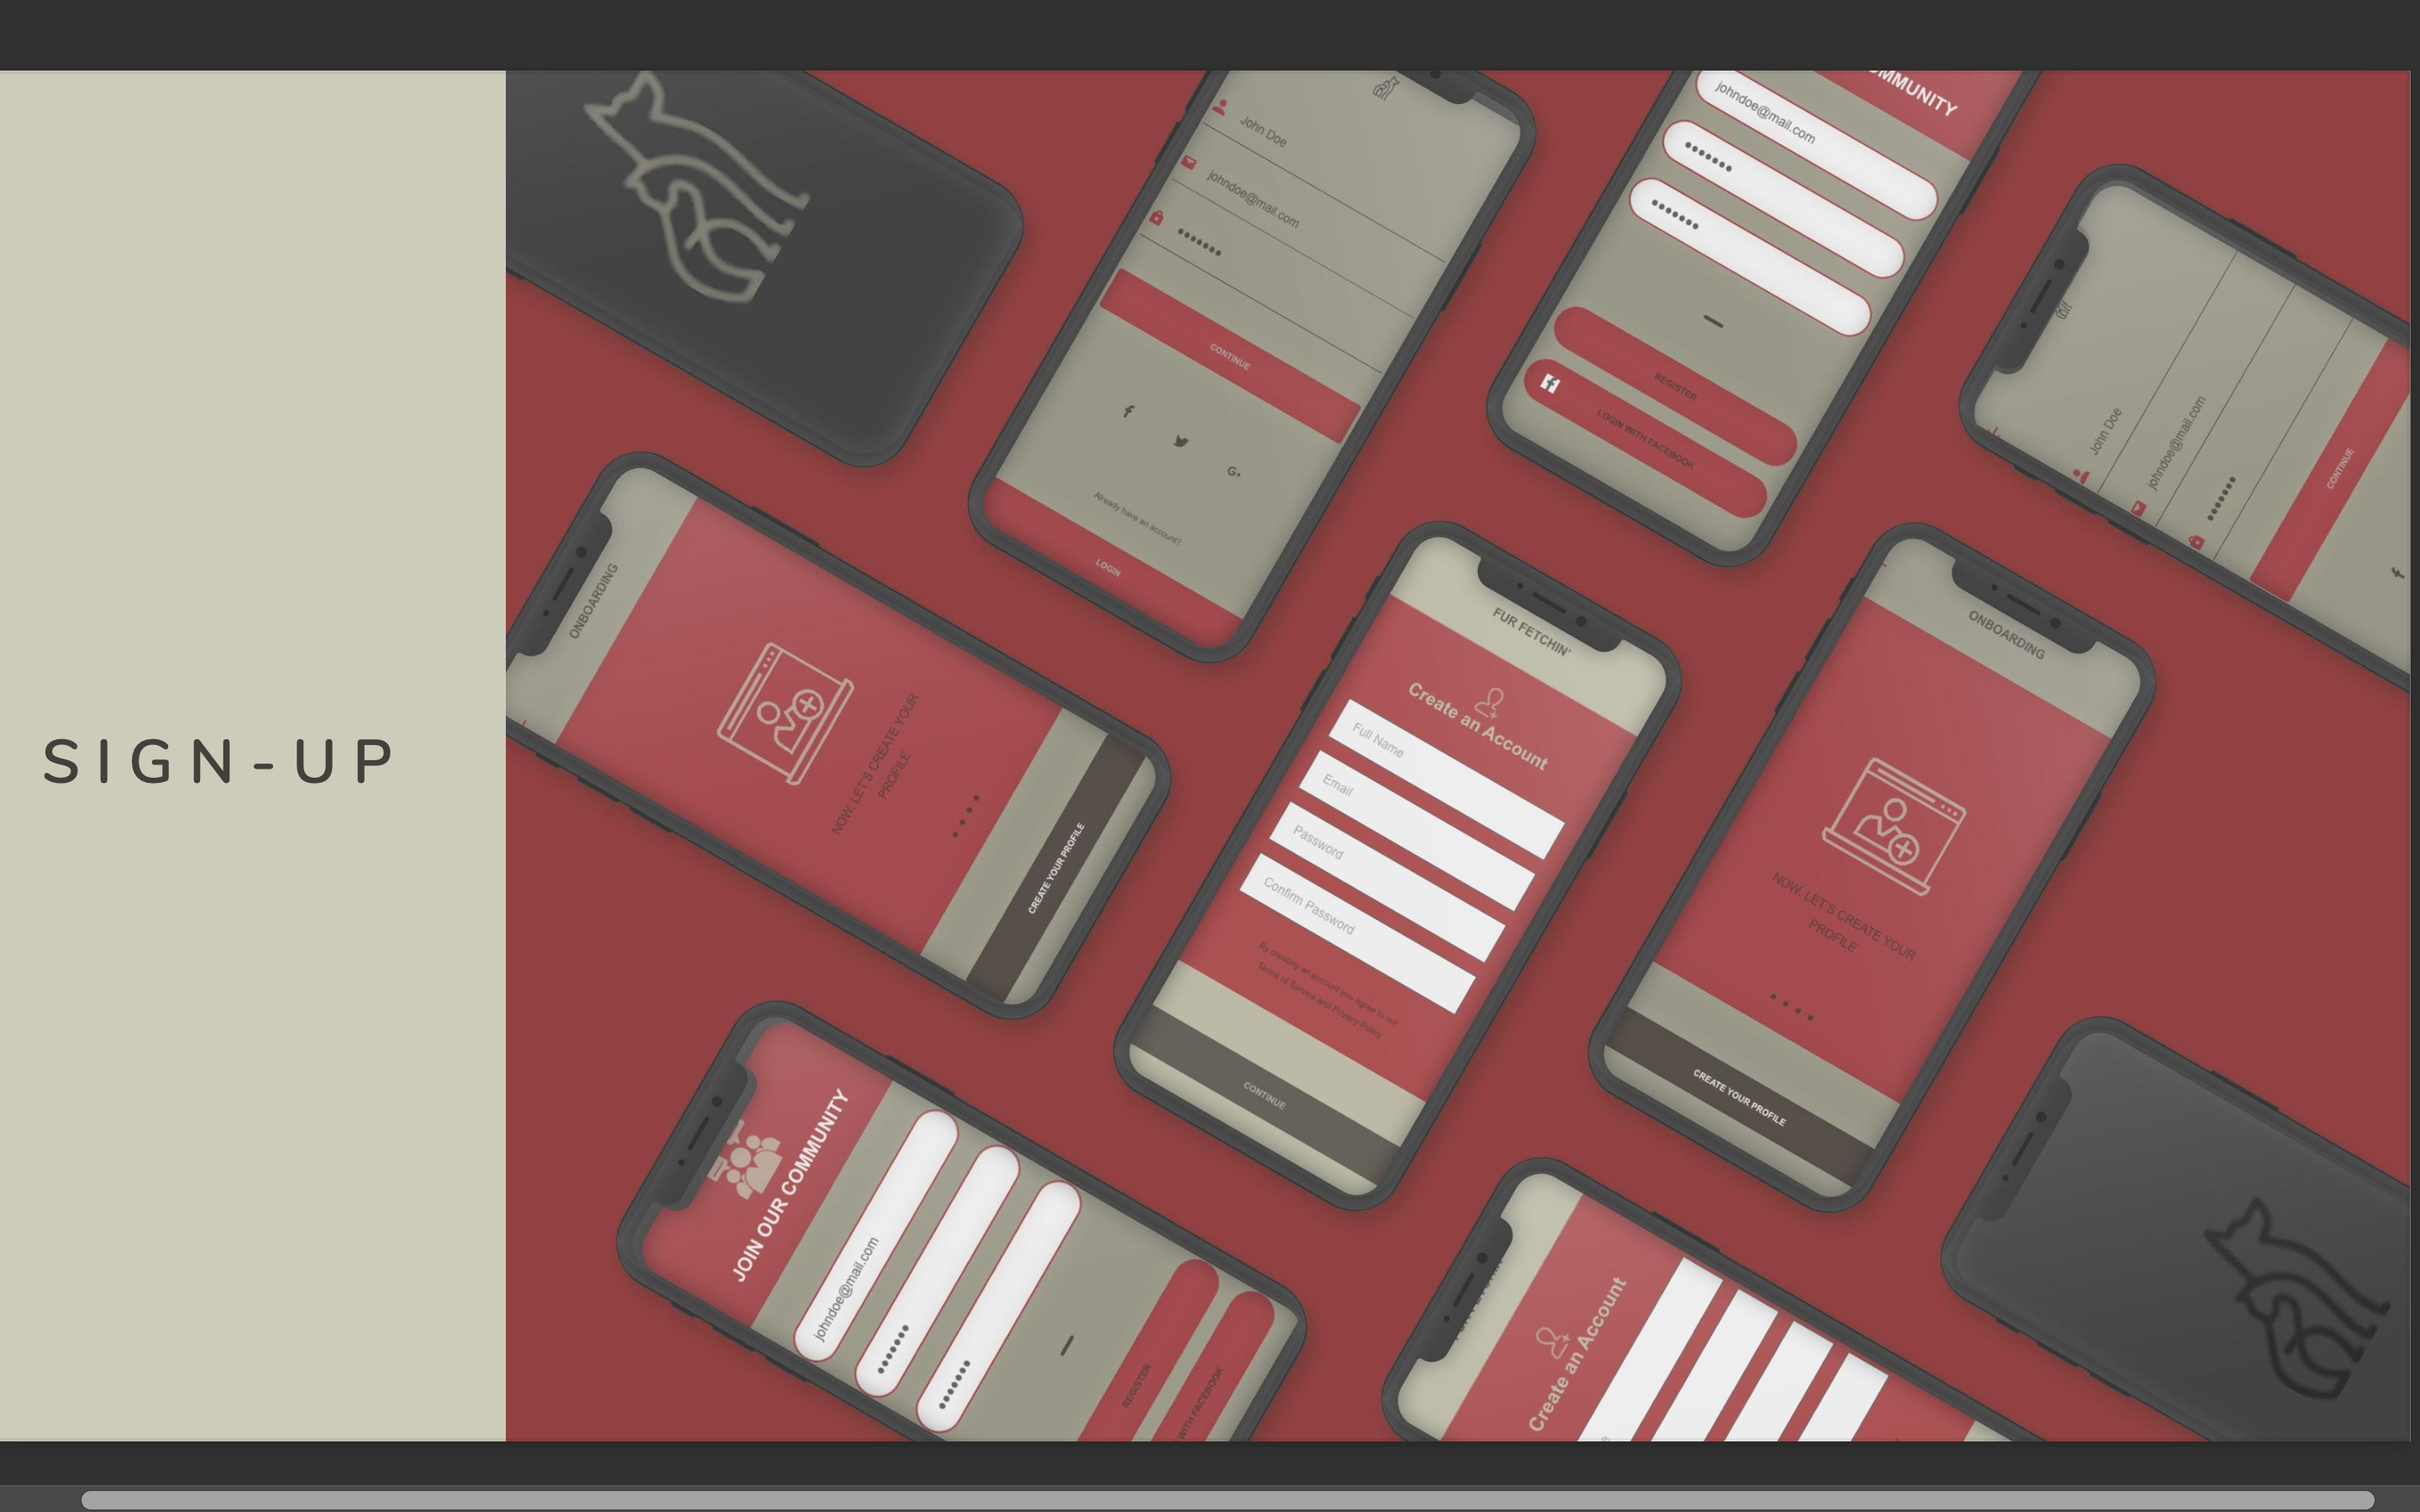 SIGN-UP
John Doe
johndoe@mail.com
CONTINUE
G+
Already have an account?
LOGIN
COMMUNITY
johndoe@mail.com
REGISTER
LOGIN WITH FACEBOOK
John Doe
johndoe@mail.com
CONTINUE
ONBOARDING
NOW, LET'S CREATE YOUR
PROFILE
CREATE YOUR PROFILE
FUR FETCHIN'
Create an Account
Full Name
Email
Password
Confirm Password
By creating an account you agree to our
Terms of Service and Privacy Policy
CONTINUE
ONBOARDING
NOW, LET'S CREATE YOUR
PROFILE
CREATE YOUR PROFILE
JOIN OUR COMMUNITY
johndoe@mail.com
REGISTER
WITH FACEBOOK
Create an Account